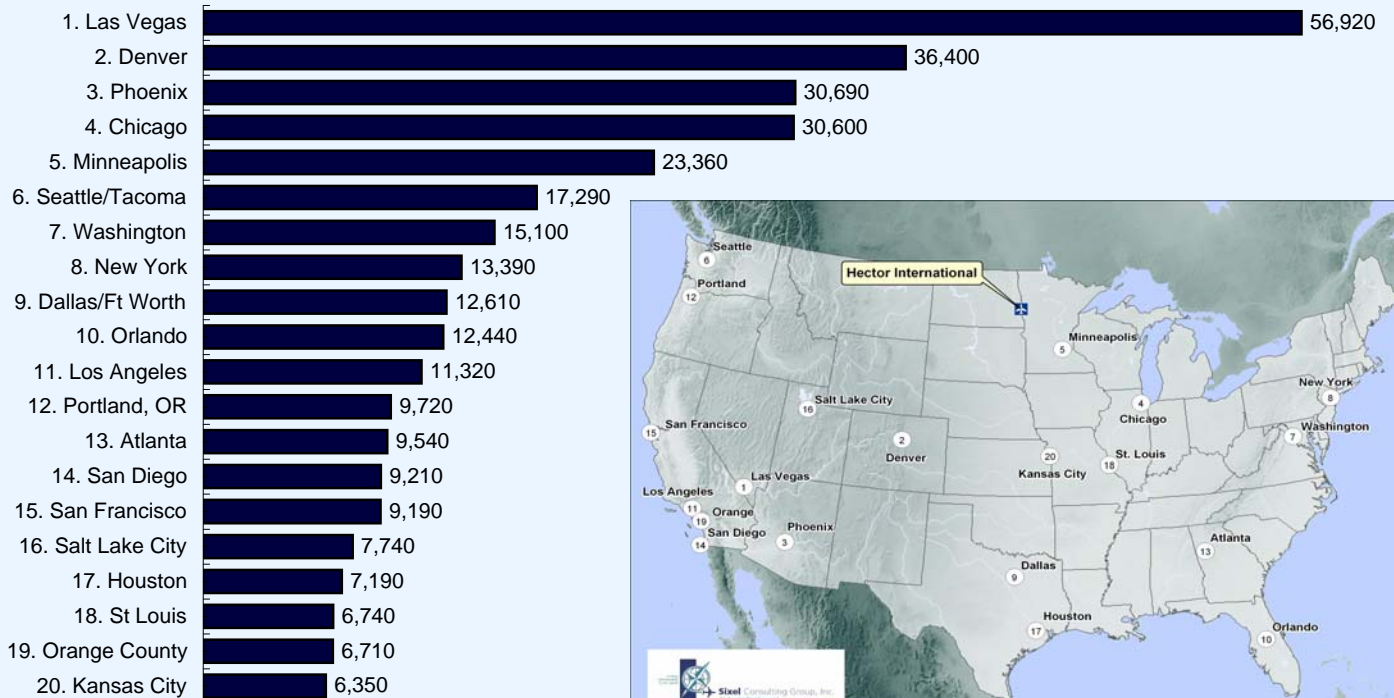 1. Las Vegas 56,920
2. Denver 36,400
3. Phoenix 30,690
4. Chicago 30,600
5. Minneapolis 23,360
6. Seattle/Tacoma 17,290
7. Washington 15,100
8. New York 13,390
9. Dallas/Ft Worth 12,610
10. Orlando 12,440
11. Los Angeles 11,320
12. Portland, OR 9,720
13. Atlanta 9,540
14. San Diego 9,210
15. San Francisco 9,190
16. Salt Lake City 7,740
17. Houston 7,190
18. St Louis 6,740
19. Orange County 6,710
20. Kansas City 6,350
Seattle
6
Hector International
Portland
12
Minneapolis
5
New York
8
Salt Lake City
16
4
Chicago
San Francisco
15
Washington
7
2
Denver
20
Kansas City
St. Louis
18
Las Vegas
1
Los Angeles
11
Orange
19
San Diego
14
Phoenix
3
Atlanta
13
Dallas
9
Houston
17
Orlando
10
Sixel Consulting Group, Inc.